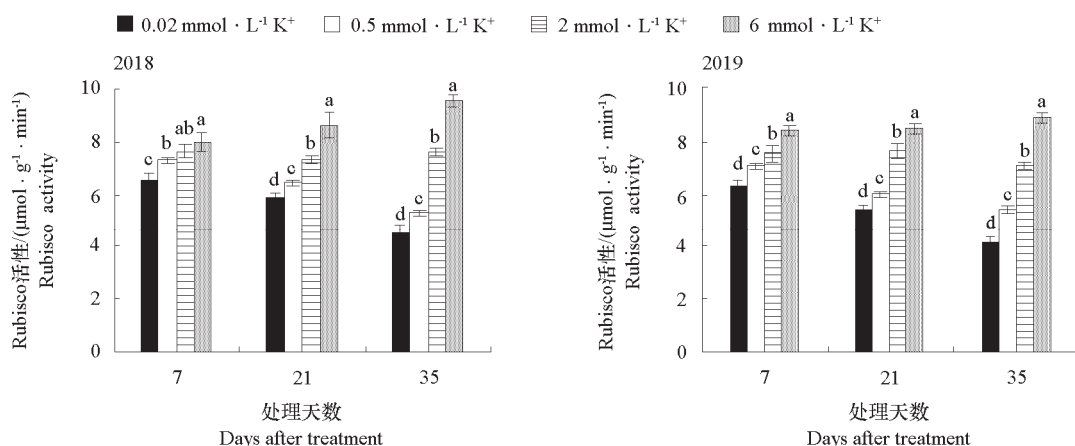 0.02 mmol · L⁻¹ K⁺ 0.5 mmol · L⁻¹ K⁺ 2 mmol · L⁻¹ K⁺ 6 mmol · L⁻¹ K⁺
2018
Rubisco活性/(μmol · g⁻¹ · min⁻¹)
Rubisco activity
10
8
6
4
2
0
c b ab a
d c b a
d c b a
7 21 35
处理天数
Days after treatment
2019
Rubisco活性/(μmol · g⁻¹ · min⁻¹)
Rubisco activity
10
8
6
4
2
0
d c b a
d c b a
d c b a
7 21 35
处理天数
Days after treatment